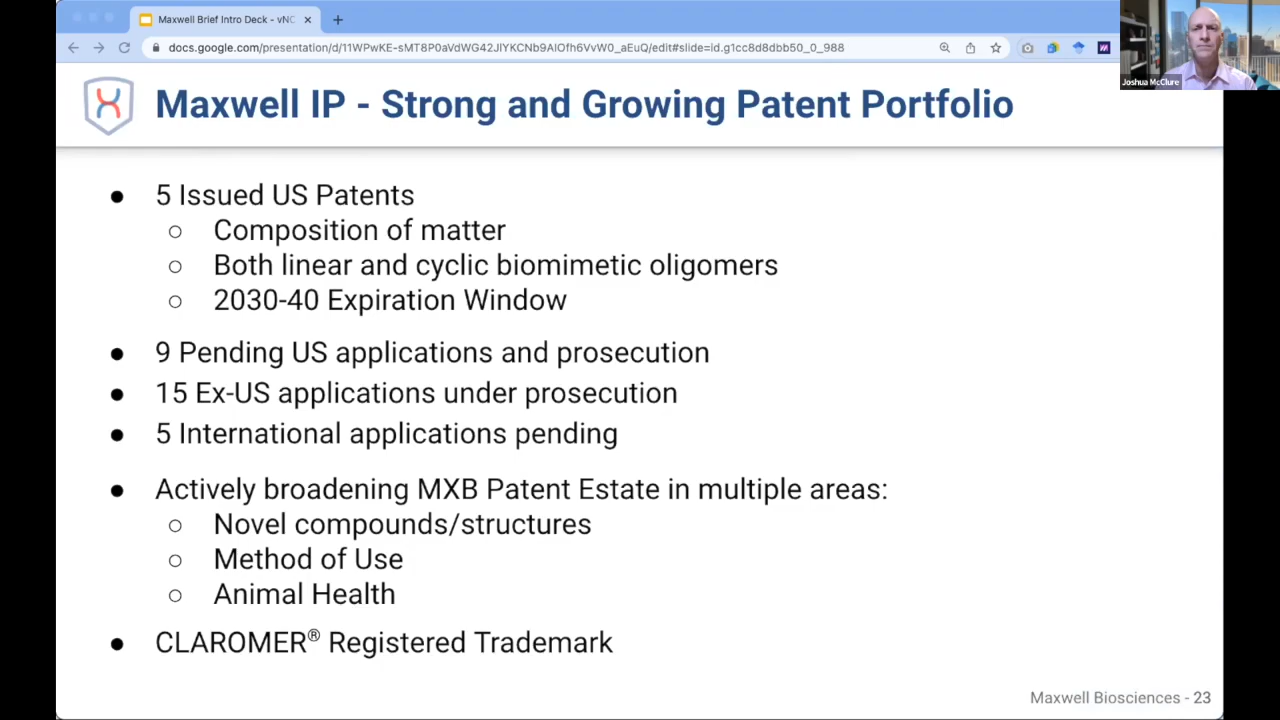 Maxwell Brief Intro Deck - vNC
docs.google.com/presentation/d/11WPwKE-sMT8P0aVdWG42JIYKCNb9AlOfh6VvW0_aEuQ/edit#slide=id.g1cc8d8dbb50_0_988
Joshua McClure
Maxwell IP - Strong and Growing Patent Portfolio
● 5 Issued US Patents
○ Composition of matter
○ Both linear and cyclic biomimetic oligomers
○ 2030-40 Expiration Window
● 9 Pending US applications and prosecution
● 15 Ex-US applications under prosecution
● 5 International applications pending
● Actively broadening MXB Patent Estate in multiple areas:
○ Novel compounds/structures
○ Method of Use
○ Animal Health
● CLAROMER® Registered Trademark
Maxwell Biosciences - 23